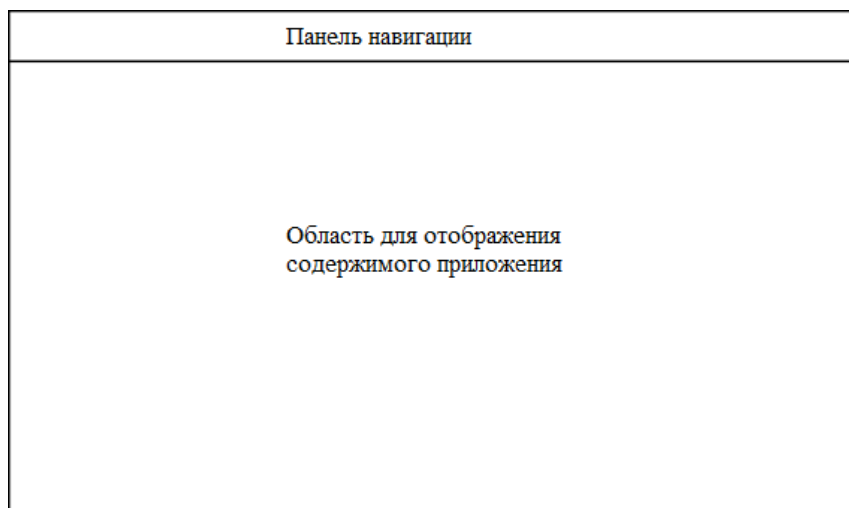 Панель навигации
Область для отображения
содержимого приложения